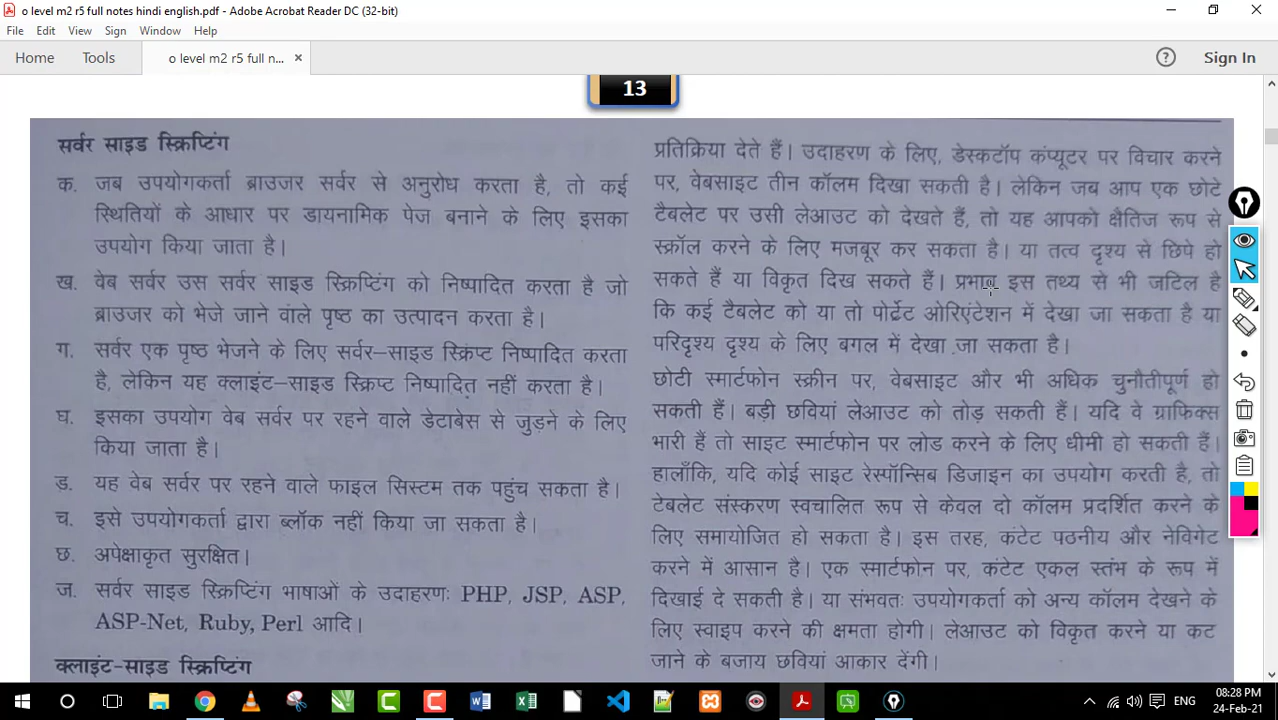 o level m2 r5 full notes hindi english.pdf - Adobe Acrobat Reader DC (32-bit)
File Edit View Sign Window Help
Home Tools o level m2 r5 full n... × Sign In
13
सर्वर साइड स्क्रिप्टिंग
क. जब उपयोगकर्ता ब्राउजर सर्वर से अनुरोध करता है, तो कई
स्थितियों के आधार पर डायनामिक पेज बनाने के लिए इसका
उपयोग किया जाता है।
ख. वेब सर्वर उस सर्वर साइड स्क्रिप्टिंग को निष्पादित करता है जो
ब्राउजर को भेजे जाने वाले पृष्ठ का उत्पादन करता है।
ग. सर्वर एक पृष्ठ भेजने के लिए सर्वर–साइड स्क्रिप्ट निष्पादित करता
है, लेकिन यह क्लाइंट–साइड स्क्रिप्ट निष्पादित नहीं करता है।
घ. इसका उपयोग वेब सर्वर पर रहने वाले डेटाबेस से जुड़ने के लिए
किया जाता है।
ड़. यह वेब सर्वर पर रहने वाले फाइल सिस्टम तक पहुंच सकता है।
च. इसे उपयोगकर्ता द्वारा ब्लॉक नहीं किया जा सकता है।
छ. अपेक्षाकृत सुरक्षित।
ज. सर्वर साइड स्क्रिप्टिंग भाषाओं के उदाहरणः PHP, JSP, ASP,
ASP-Net, Ruby, Perl आदि।
क्लाइंट-साइड स्क्रिप्टिंग
प्रतिक्रिया देते हैं। उदाहरण के लिए, डेस्कटॉप कंप्यूटर पर विचार करने
पर, वेबसाइट तीन कॉलम दिखा सकती है। लेकिन जब आप एक छोटे
टैबलेट पर उसी लेआउट को देखते हैं, तो यह आपको क्षैतिज रूप से
स्क्रॉल करने के लिए मजबूर कर सकता है। या तत्व दृश्य से छिपे हो
सकते हैं या विकृत दिख सकते हैं। प्रभाव इस तथ्य से भी जटिल है
कि कई टैबलेट को या तो पोर्ट्रेट ओरिएंटेशन में देखा जा सकता है या
परिदृश्य दृश्य के लिए बगल में देखा जा सकता है।
छोटी स्मार्टफोन स्क्रीन पर, वेबसाइट और भी अधिक चुनौतीपूर्ण हो
सकती हैं। बड़ी छवियां लेआउट को तोड़ सकती हैं। यदि वे ग्राफिक्स
भारी हैं तो साइट स्मार्टफोन पर लोड करने के लिए धीमी हो सकती हैं।
हालाँकि, यदि कोई साइट रेस्पॉन्सिब डिजाइन का उपयोग करती है, तो
टेबलेट संस्करण स्वचालित रूप से केवल दो कॉलम प्रदर्शित करने के
लिए समायोजित हो सकता है। इस तरह, कंटेट पठनीय और नेविगेट
करने में आसान है। एक स्मार्टफोन पर, कंटेट एकल स्तंभ के रूप में
दिखाई दे सकती है। या संभवतः उपयोगकर्ता को अन्य कॉलम देखने के
लिए स्वाइप करने की क्षमता होगी। लेआउट को विकृत करने या कट
जाने के बजाय छवियां आकार देंगी।
ENG
08:28 PM
24-Feb-21